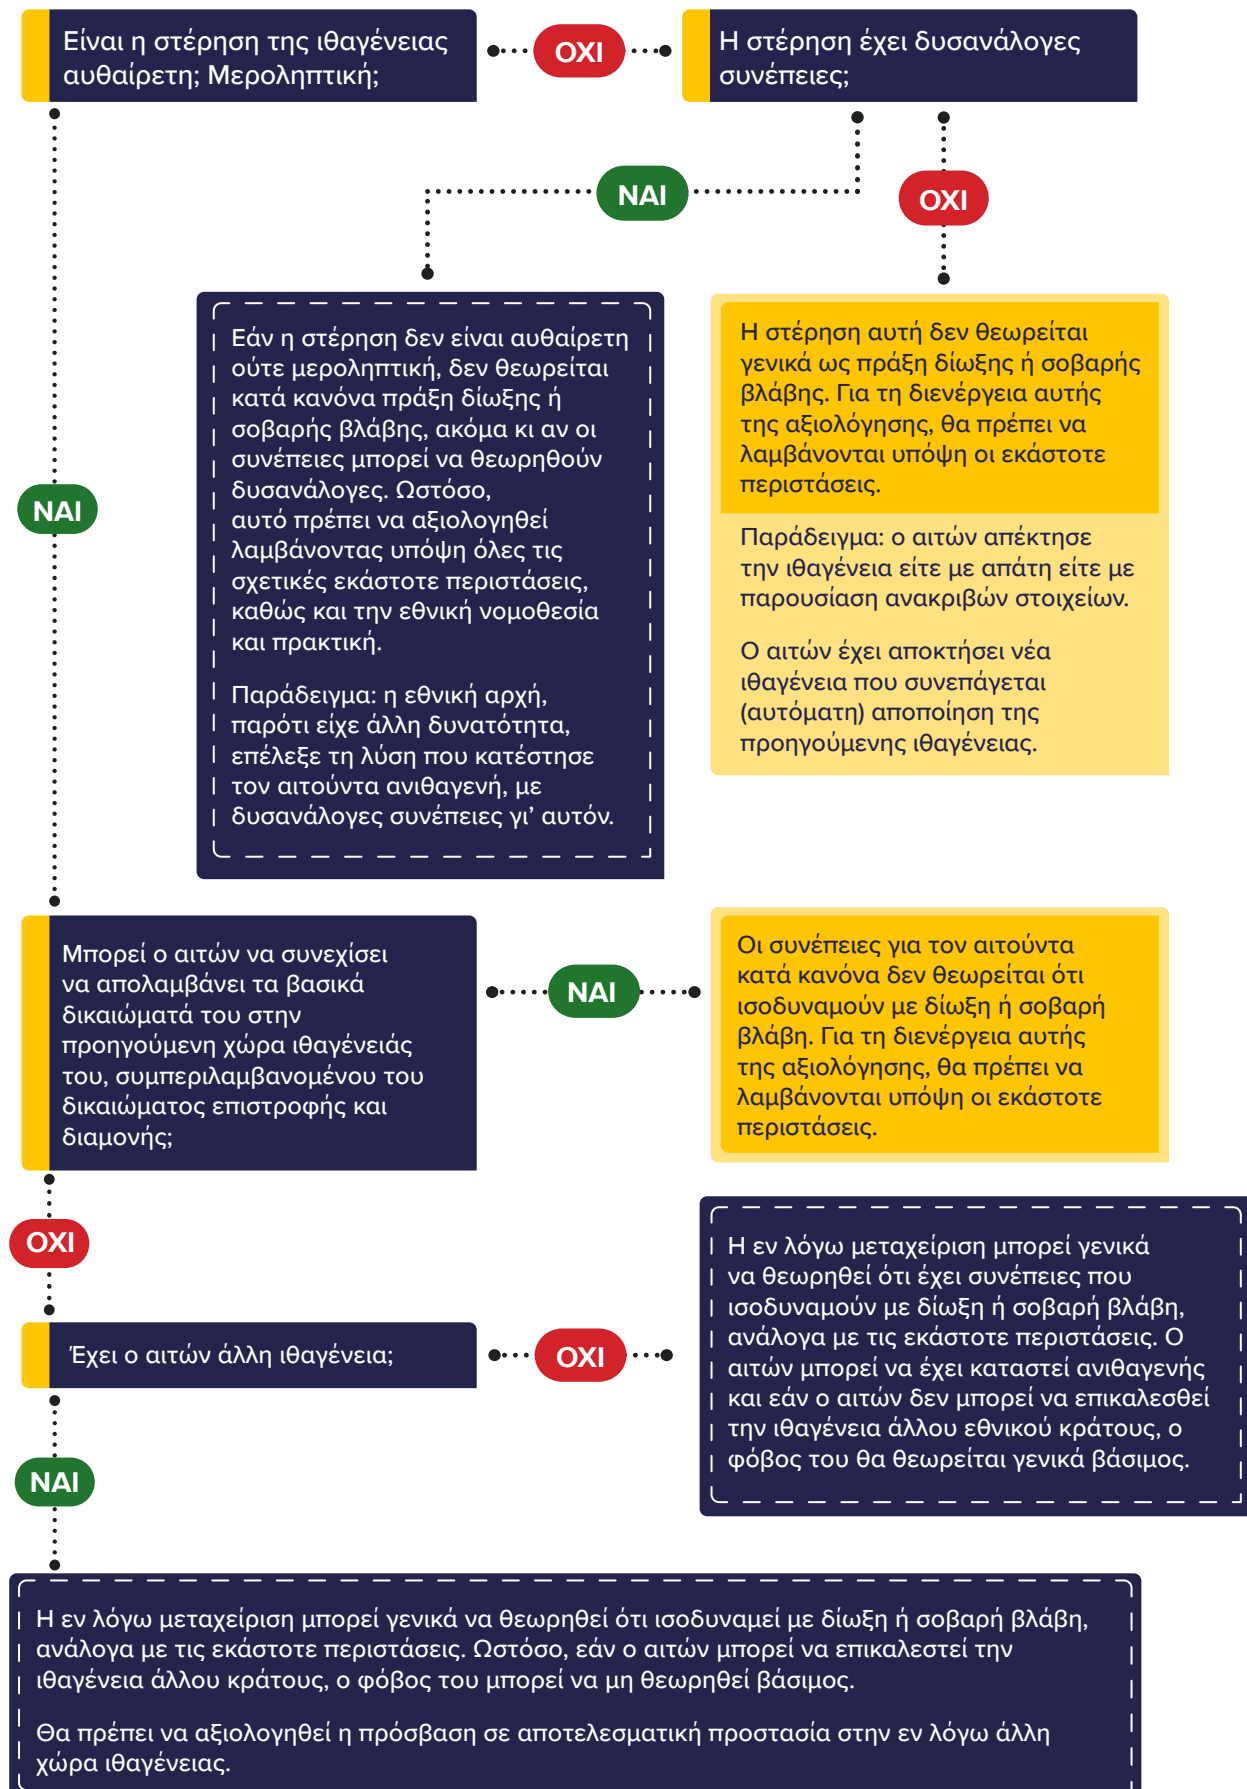 Είναι η στέρηση της ιθαγένειας
αυθαίρετη; Μεροληπτική;
ΟΧΙ
Η στέρηση έχει δυσανάλογες
συνέπειες;
ΝΑΙ
ΟΧΙ
Εάν η στέρηση δεν είναι αυθαίρετη
ούτε μεροληπτική, δεν θεωρείται
κατά κανόνα πράξη δίωξης ή
σοβαρής βλάβης, ακόμα κι αν οι
συνέπειες μπορεί να θεωρηθούν
δυσανάλογες. Ωστόσο,
αυτό πρέπει να αξιολογηθεί
λαμβάνοντας υπόψη όλες τις
σχετικές εκάστοτε περιστάσεις,
καθώς και την εθνική νομοθεσία
και πρακτική.
Παράδειγμα: η εθνική αρχή,
παρότι είχε άλλη δυνατότητα,
επέλεξε τη λύση που κατέστησε
τον αιτούντα ανιθαγενή, με
δυσανάλογες συνέπειες γι’ αυτόν.
Η στέρηση αυτή δεν θεωρείται
γενικά ως πράξη δίωξης ή σοβαρής
βλάβης. Για τη διενέργεια αυτής
της αξιολόγησης, θα πρέπει να
λαμβάνονται υπόψη οι εκάστοτε
περιστάσεις.
Παράδειγμα: ο αιτών απέκτησε
την ιθαγένεια είτε με απάτη είτε με
παρουσίαση ανακριβών στοιχείων.
Ο αιτών έχει αποκτήσει νέα
ιθαγένεια που συνεπάγεται
(αυτόματη) αποποίηση της
προηγούμενης ιθαγένειας.
ΝΑΙ
Μπορεί ο αιτών να συνεχίσει
να απολαμβάνει τα βασικά
δικαιώματά του στην
προηγούμενη χώρα ιθαγένειάς
του, συμπεριλαμβανομένου του
δικαιώματος επιστροφής και
διαμονής;
ΝΑΙ
Οι συνέπειες για τον αιτούντα
κατά κανόνα δεν θεωρείται ότι
ισοδυναμούν με δίωξη ή σοβαρή
βλάβη. Για τη διενέργεια αυτής
της αξιολόγησης, θα πρέπει να
λαμβάνονται υπόψη οι εκάστοτε
περιστάσεις.
ΟΧΙ
Έχει ο αιτών άλλη ιθαγένεια;
ΟΧΙ
Η εν λόγω μεταχείριση μπορεί γενικά
να θεωρηθεί ότι έχει συνέπειες που
ισοδυναμούν με δίωξη ή σοβαρή βλάβη,
ανάλογα με τις εκάστοτε περιστάσεις. Ο
αιτών μπορεί να έχει καταστεί ανιθαγενής
και εάν ο αιτών δεν μπορεί να επικαλεσθεί
την ιθαγένεια άλλου εθνικού κράτους, ο
φόβος του θα θεωρείται γενικά βάσιμος.
ΝΑΙ
Η εν λόγω μεταχείριση μπορεί γενικά να θεωρηθεί ότι ισοδυναμεί με δίωξη ή σοβαρή βλάβη,
ανάλογα με τις εκάστοτε περιστάσεις. Ωστόσο, εάν ο αιτών μπορεί να επικαλεστεί την
ιθαγένεια άλλου κράτους, ο φόβος του μπορεί να μη θεωρηθεί βάσιμος.
Θα πρέπει να αξιολογηθεί η πρόσβαση σε αποτελεσματική προστασία στην εν λόγω άλλη
χώρα ιθαγένειας.